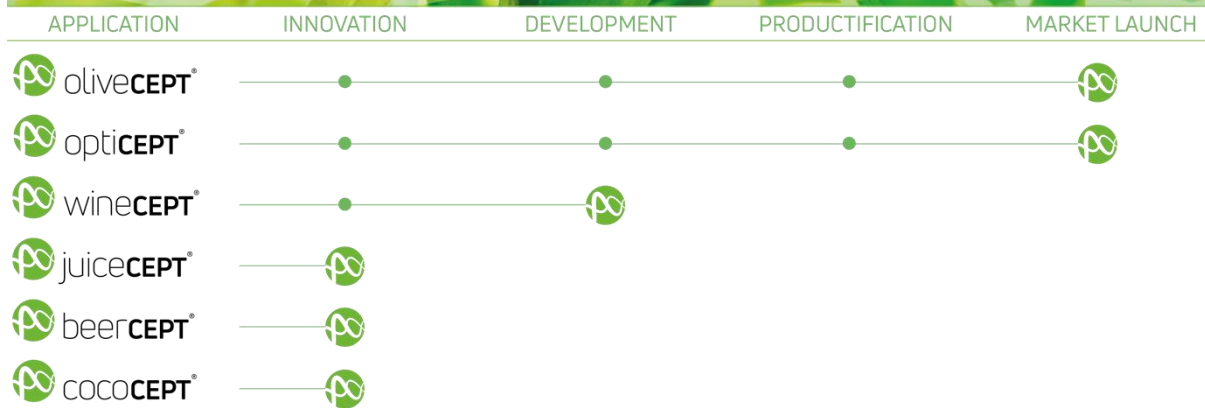 APPLICATION INNOVATION DEVELOPMENT PRODUCTIFICATION MARKET LAUNCH
oliveCEPT®
optiCEPT®
wineCEPT®
juiceCEPT®
beerCEPT®
cocoCEPT®